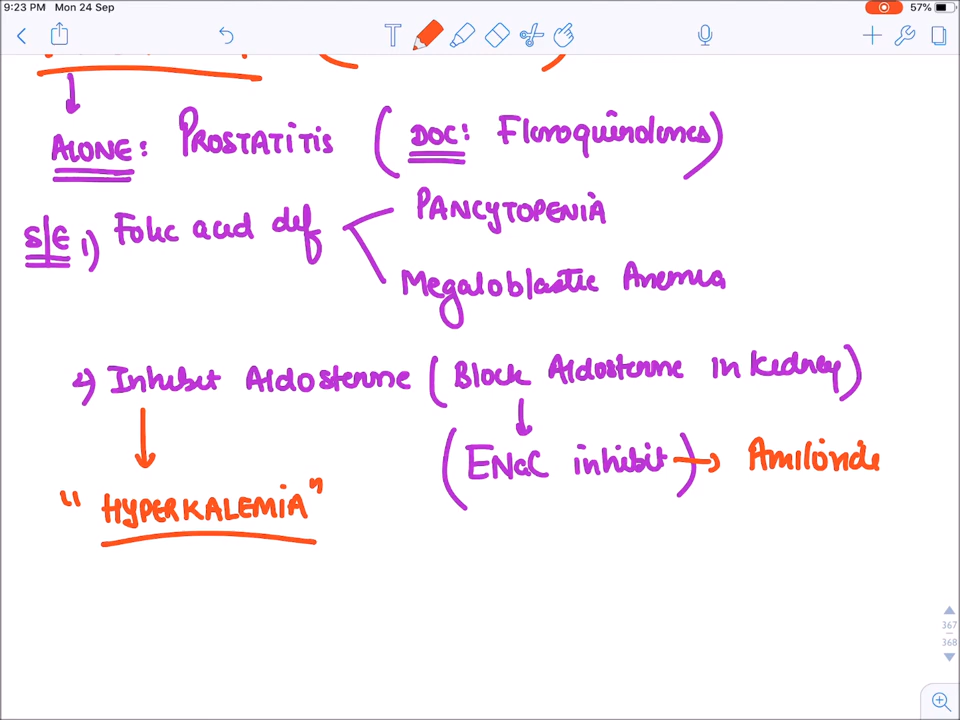 9:23 PM Mon 24 Sep 57%
T
ALONE: PROSTATITIS (DOC: Floroquinolones)
S/E 1) Folic acid def
PANCYTOPENIA
Megaloblastic Anemia
2) Inhibit Aldosterone (Block Aldosterone in kidney)
(ENaC inhibit) → Amiloride
"HYPERKALEMIA"
367
368